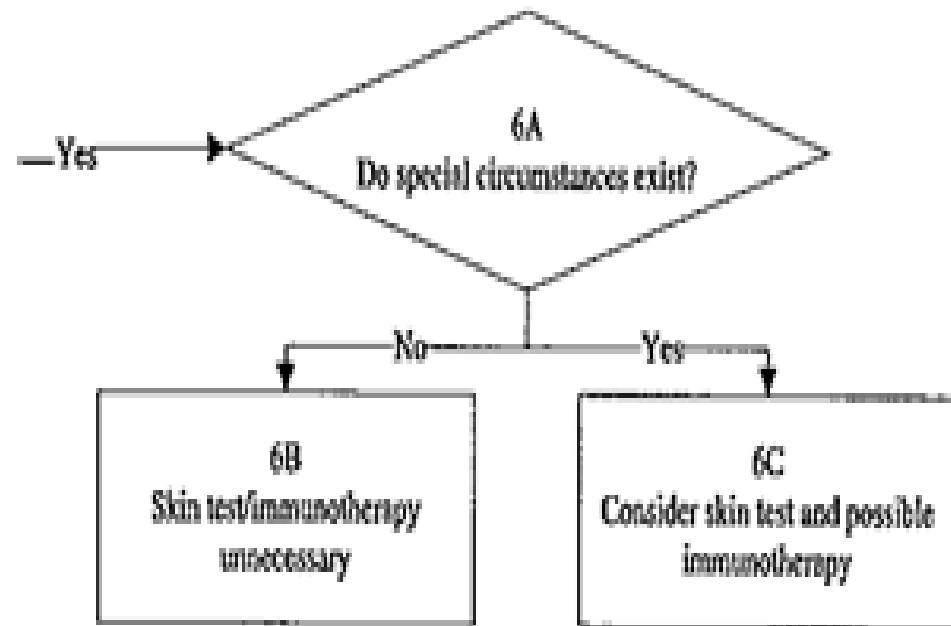 6A
Yes
Do special circumstances exist?
No
Yes
6B
Skin test/immunotherapy
unnecessary
6C
Consider skin test and possible
immunotherapy